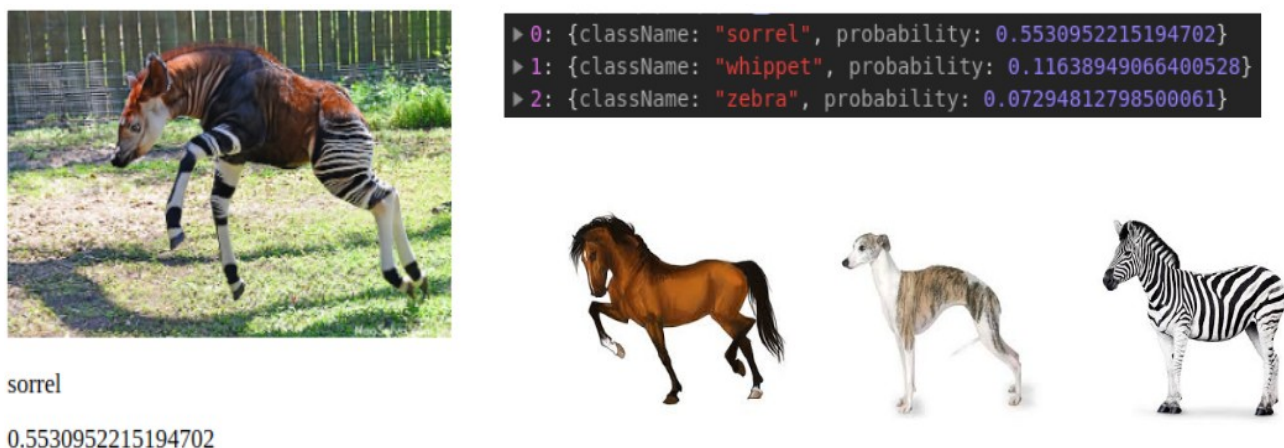 ▶0: {className: "sorrel", probability: 0.5530952215194702}
▶1: {className: "whippet", probability: 0.11638949066400528}
▶2: {className: "zebra", probability: 0.07294812798500061}
sorrel
0.5530952215194702